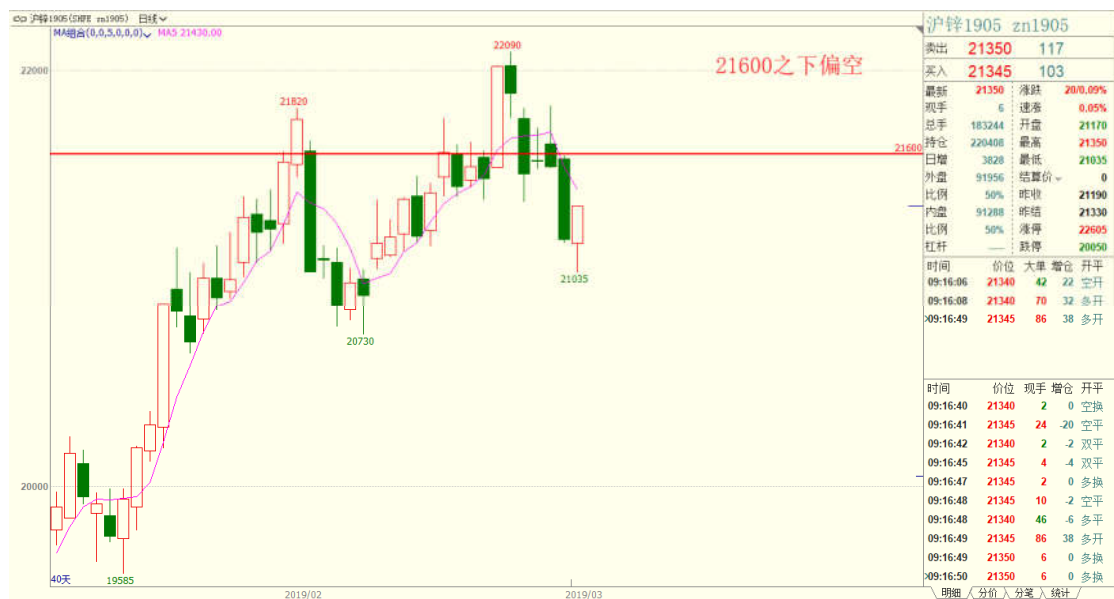 沪锌1905(SHFE zn1905) 日线
MA组合(0,0,5,0,0,0) MA5 21430.00
22000
20000
21820
22090
21600之下偏空
21600
20730
21035
19585
40天
2019/02
2019/03
沪锌1905 zn1905
卖出 21350 117
买入 21345 103
最新 21350 涨跌 20/0.09%
现手 6 速涨 0.05%
总手 183244 开盘 21170
持仓 220408 最高 21350
日增 3828 最低 21035
外盘 91956 结算价 0
比例 50% 昨收 21190
内盘 91288 昨结 21330
比例 50% 涨停 22605
杠杆 — 跌停 20050
时间 价位 大单 增仓 开平
09:16:06 21340 42 22 空开
09:16:08 21340 70 32 多开
>09:16:49 21345 86 38 多开
时间 价位 现手 增仓 开平
09:16:40 21340 2 0 空换
09:16:41 21345 24 -20 空平
09:16:42 21340 2 -2 双平
09:16:45 21345 4 -4 双平
09:16:47 21345 2 0 多换
09:16:48 21345 10 -2 空平
09:16:48 21340 46 -6 多平
09:16:49 21345 86 38 多开
09:16:49 21350 6 0 多换
>09:16:50 21350 6 0 多换
明细 分价 分笔 统计